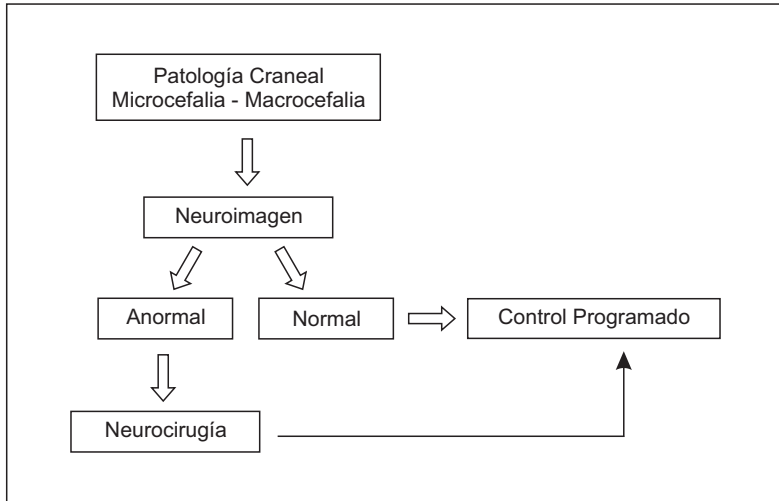 Patología Craneal
Microcefalia - Macrocefalia
Neuroimagen
Anormal
Normal
Control Programado
Neurocirugía